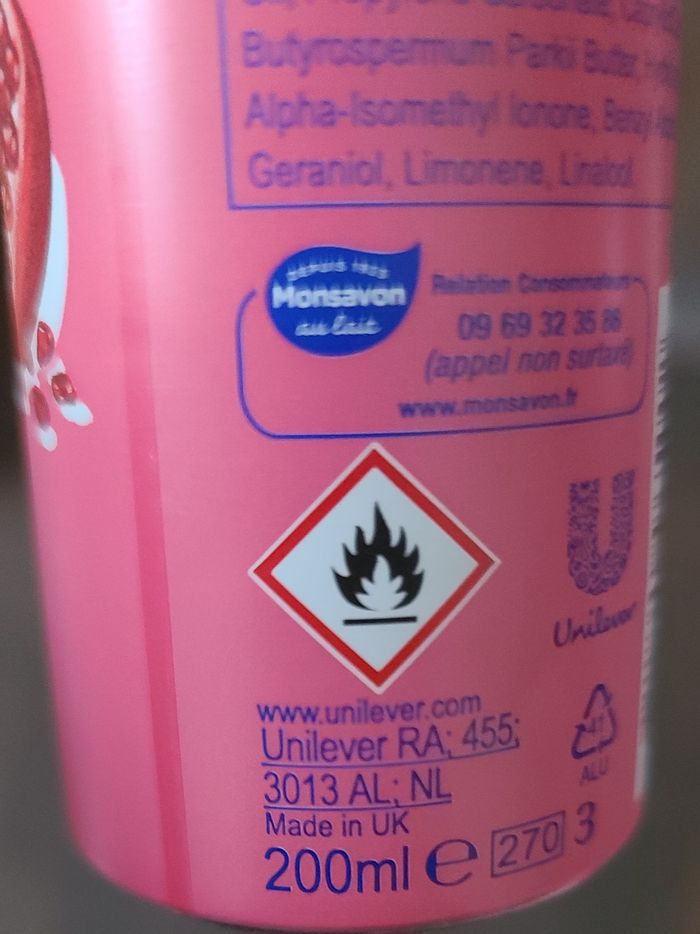 Butyrospermum Parkii Butter,
Alpha-Isomethyl Ionone,
Geraniol, Limonene, Linalool.
DEPUIS
Monsavon
au lait
Relation Consommateurs
09 69 32 35 86
(appel non surtaxé)
www.monsavon.fr
Unilever
www.unilever.com
Unilever RA; 455;
3013 AL; NL
Made in UK
200ml e 270 3
41
ALU